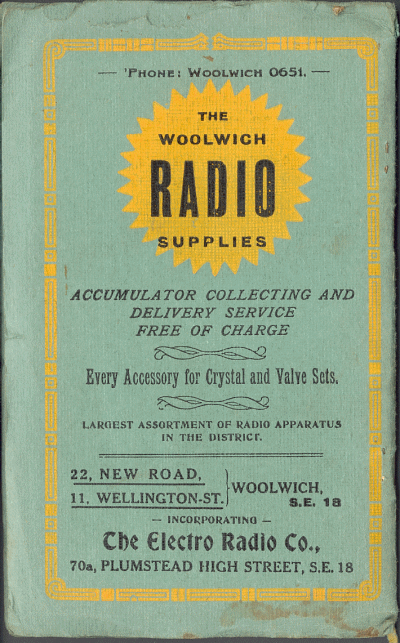 — 'PHONE: WOOLWICH 0651. —
THE
WOOLWICH
RADIO
SUPPLIES
ACCUMULATOR COLLECTING AND
DELIVERY SERVICE
FREE OF CHARGE
Every Accessory for Crystal and Valve Sets.
LARGEST ASSORTMENT OF RADIO APPARATUS
IN THE DISTRICT.
22, NEW ROAD,
11, WELLINGTON-ST.
} WOOLWICH,
S.E. 18
— INCORPORATING —
The Electro Radio Co.,
70a, PLUMSTEAD HIGH STREET, S.E. 18